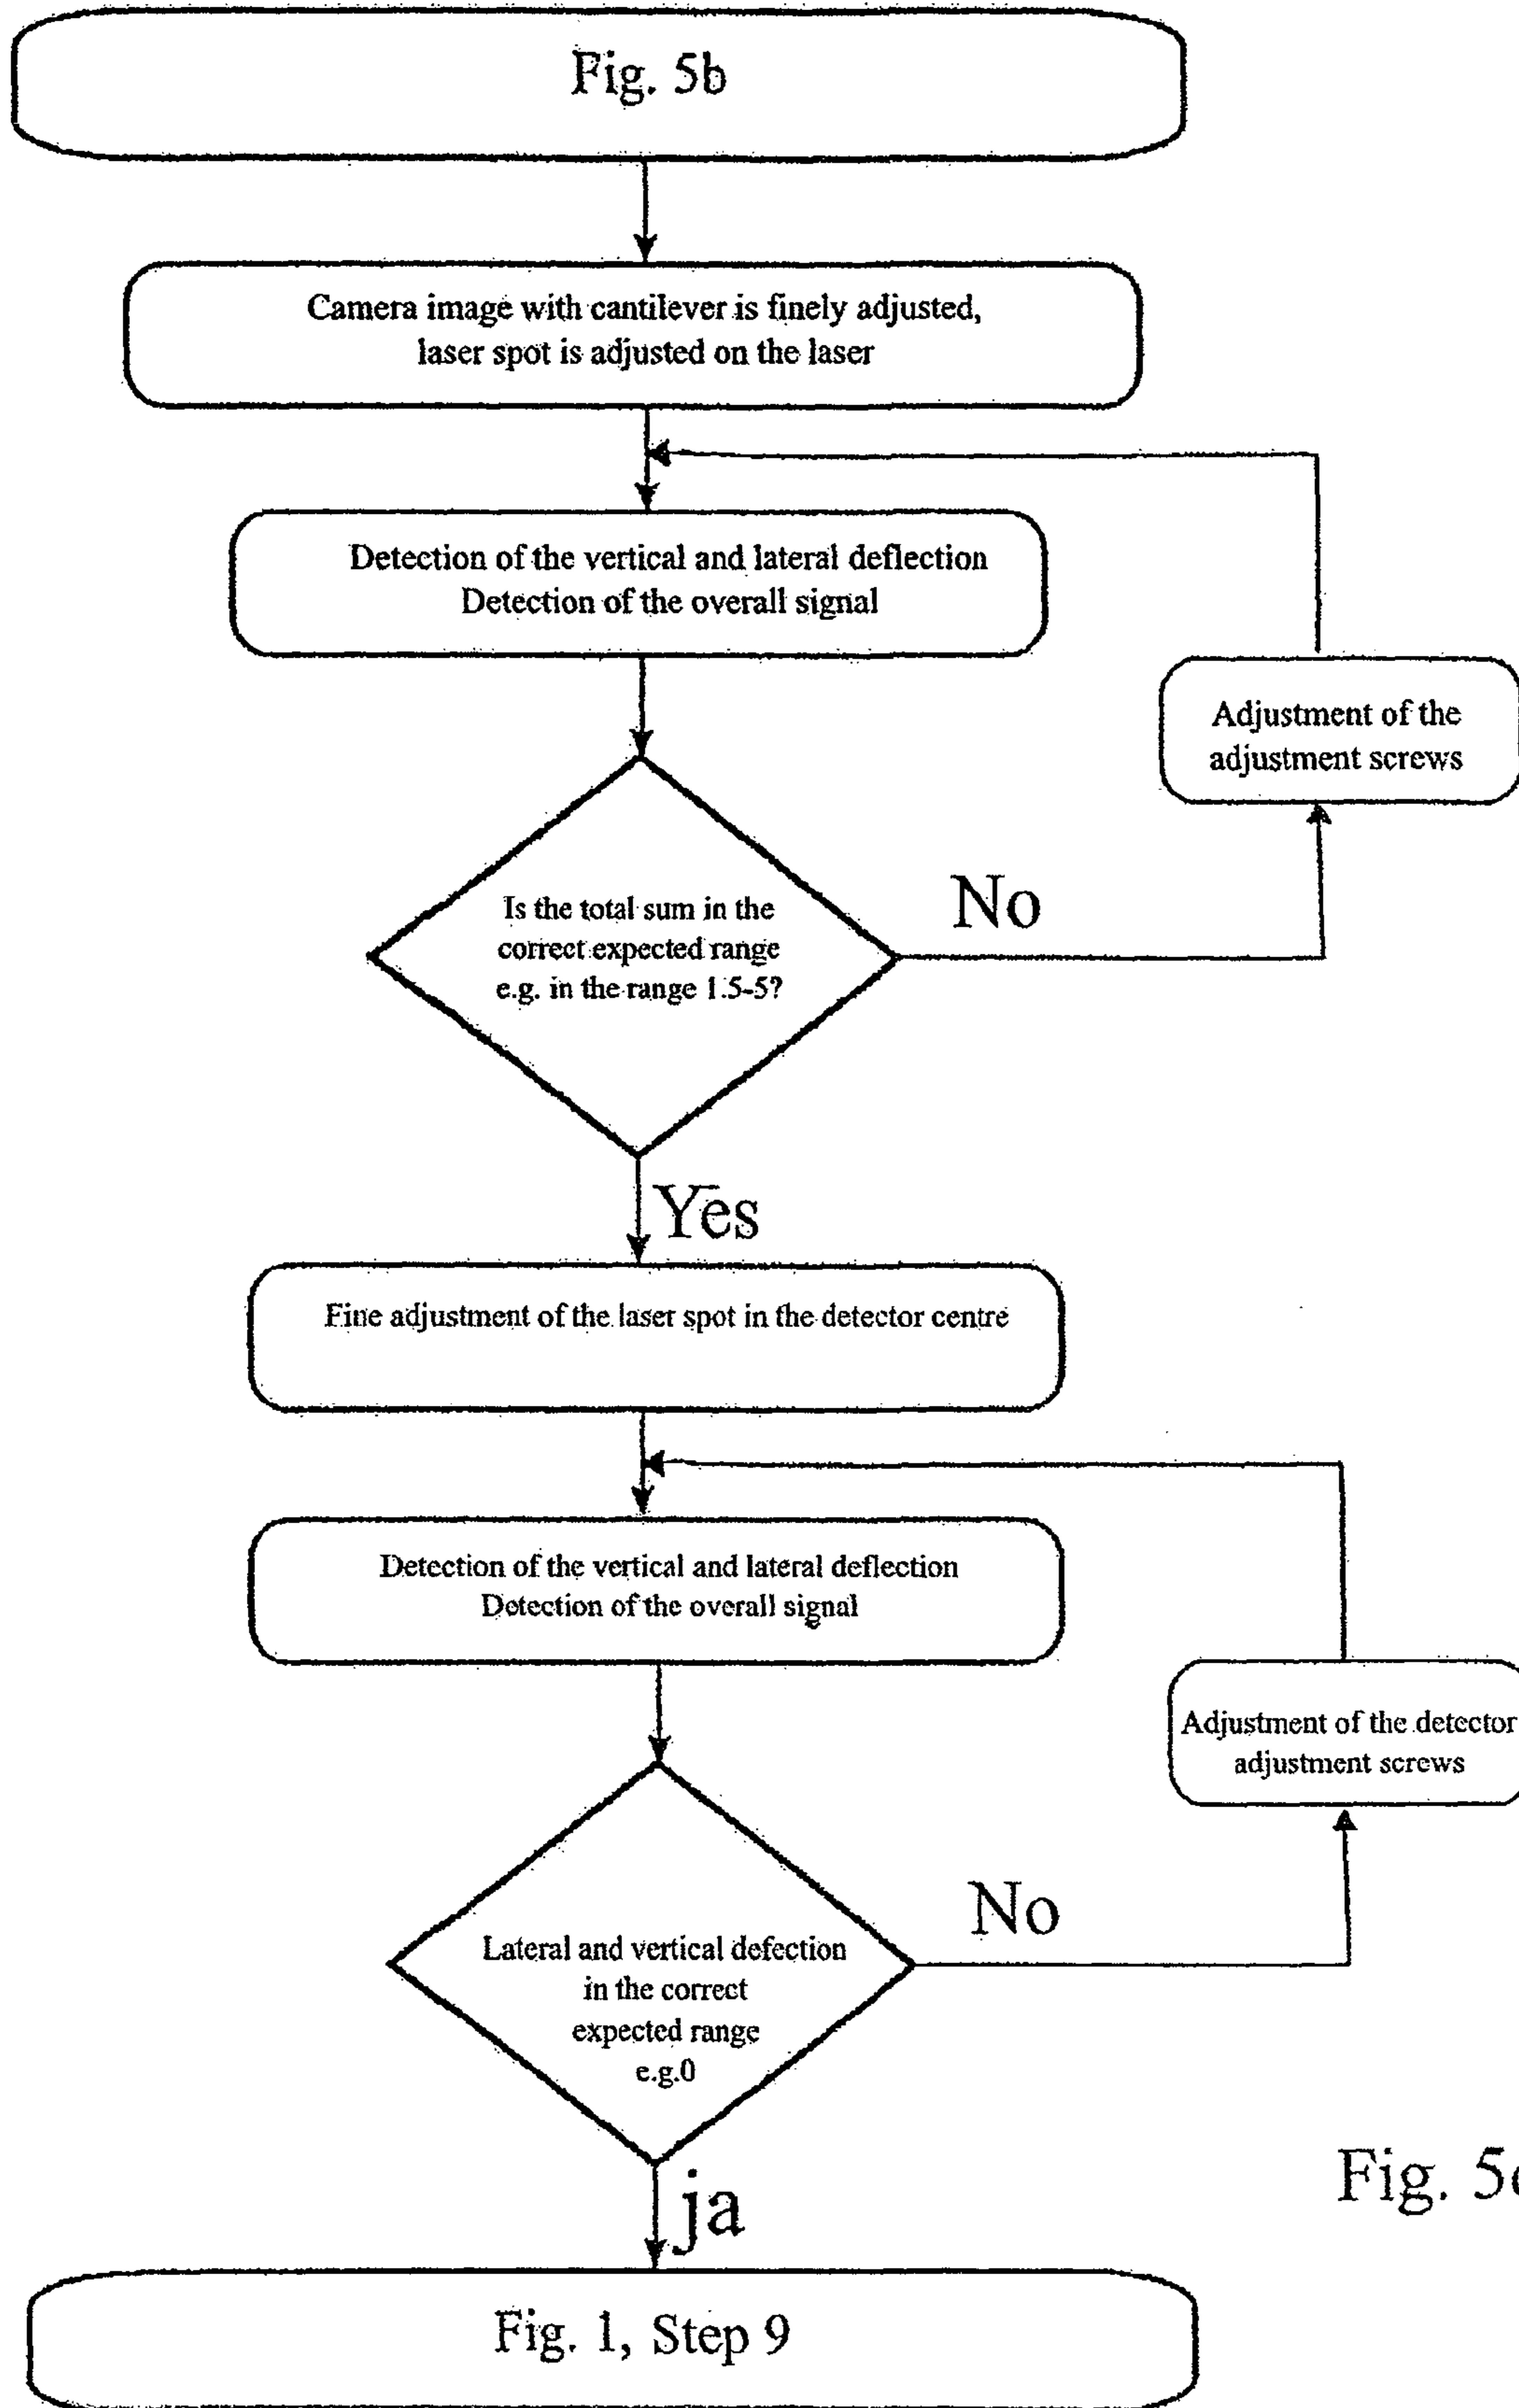 Fig. 5b
Camera image with cantilever is finely adjusted,
laser spot is adjusted on the laser
Detection of the vertical and lateral deflection
Detection of the overall signal
Adjustment of the
adjustment screws
Is the total sum in the
correct expected range
e.g. in the range 1.5-5?
No
Yes
Fine adjustment of the laser spot in the detector centre
Detection of the vertical and lateral deflection
Detection of the overall signal
Adjustment of the detector
adjustment screws
Lateral and vertical defection
in the correct
expected range
e.g.0
No
ja
Fig. 1, Step 9
Fig.